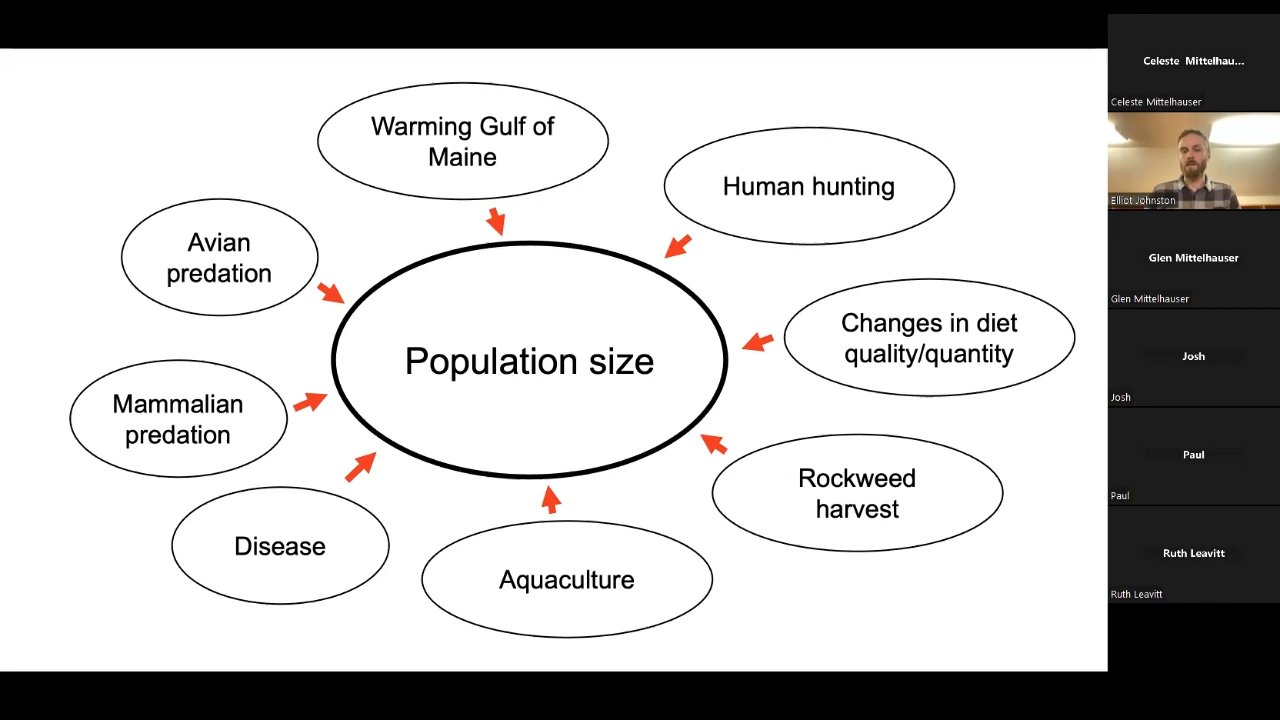 Warming Gulf of
Maine
Human hunting
Avian
predation
Changes in diet
quality/quantity
Population size
Mammalian
predation
Rockweed
harvest
Disease
Aquaculture
Celeste Mittelhau...
Celeste Mittelhauser
Elliot Johnston
Glen Mittelhauser
Glen Mittelhauser
Josh
Josh
Paul
Paul
Ruth Leavitt
Ruth Leavitt